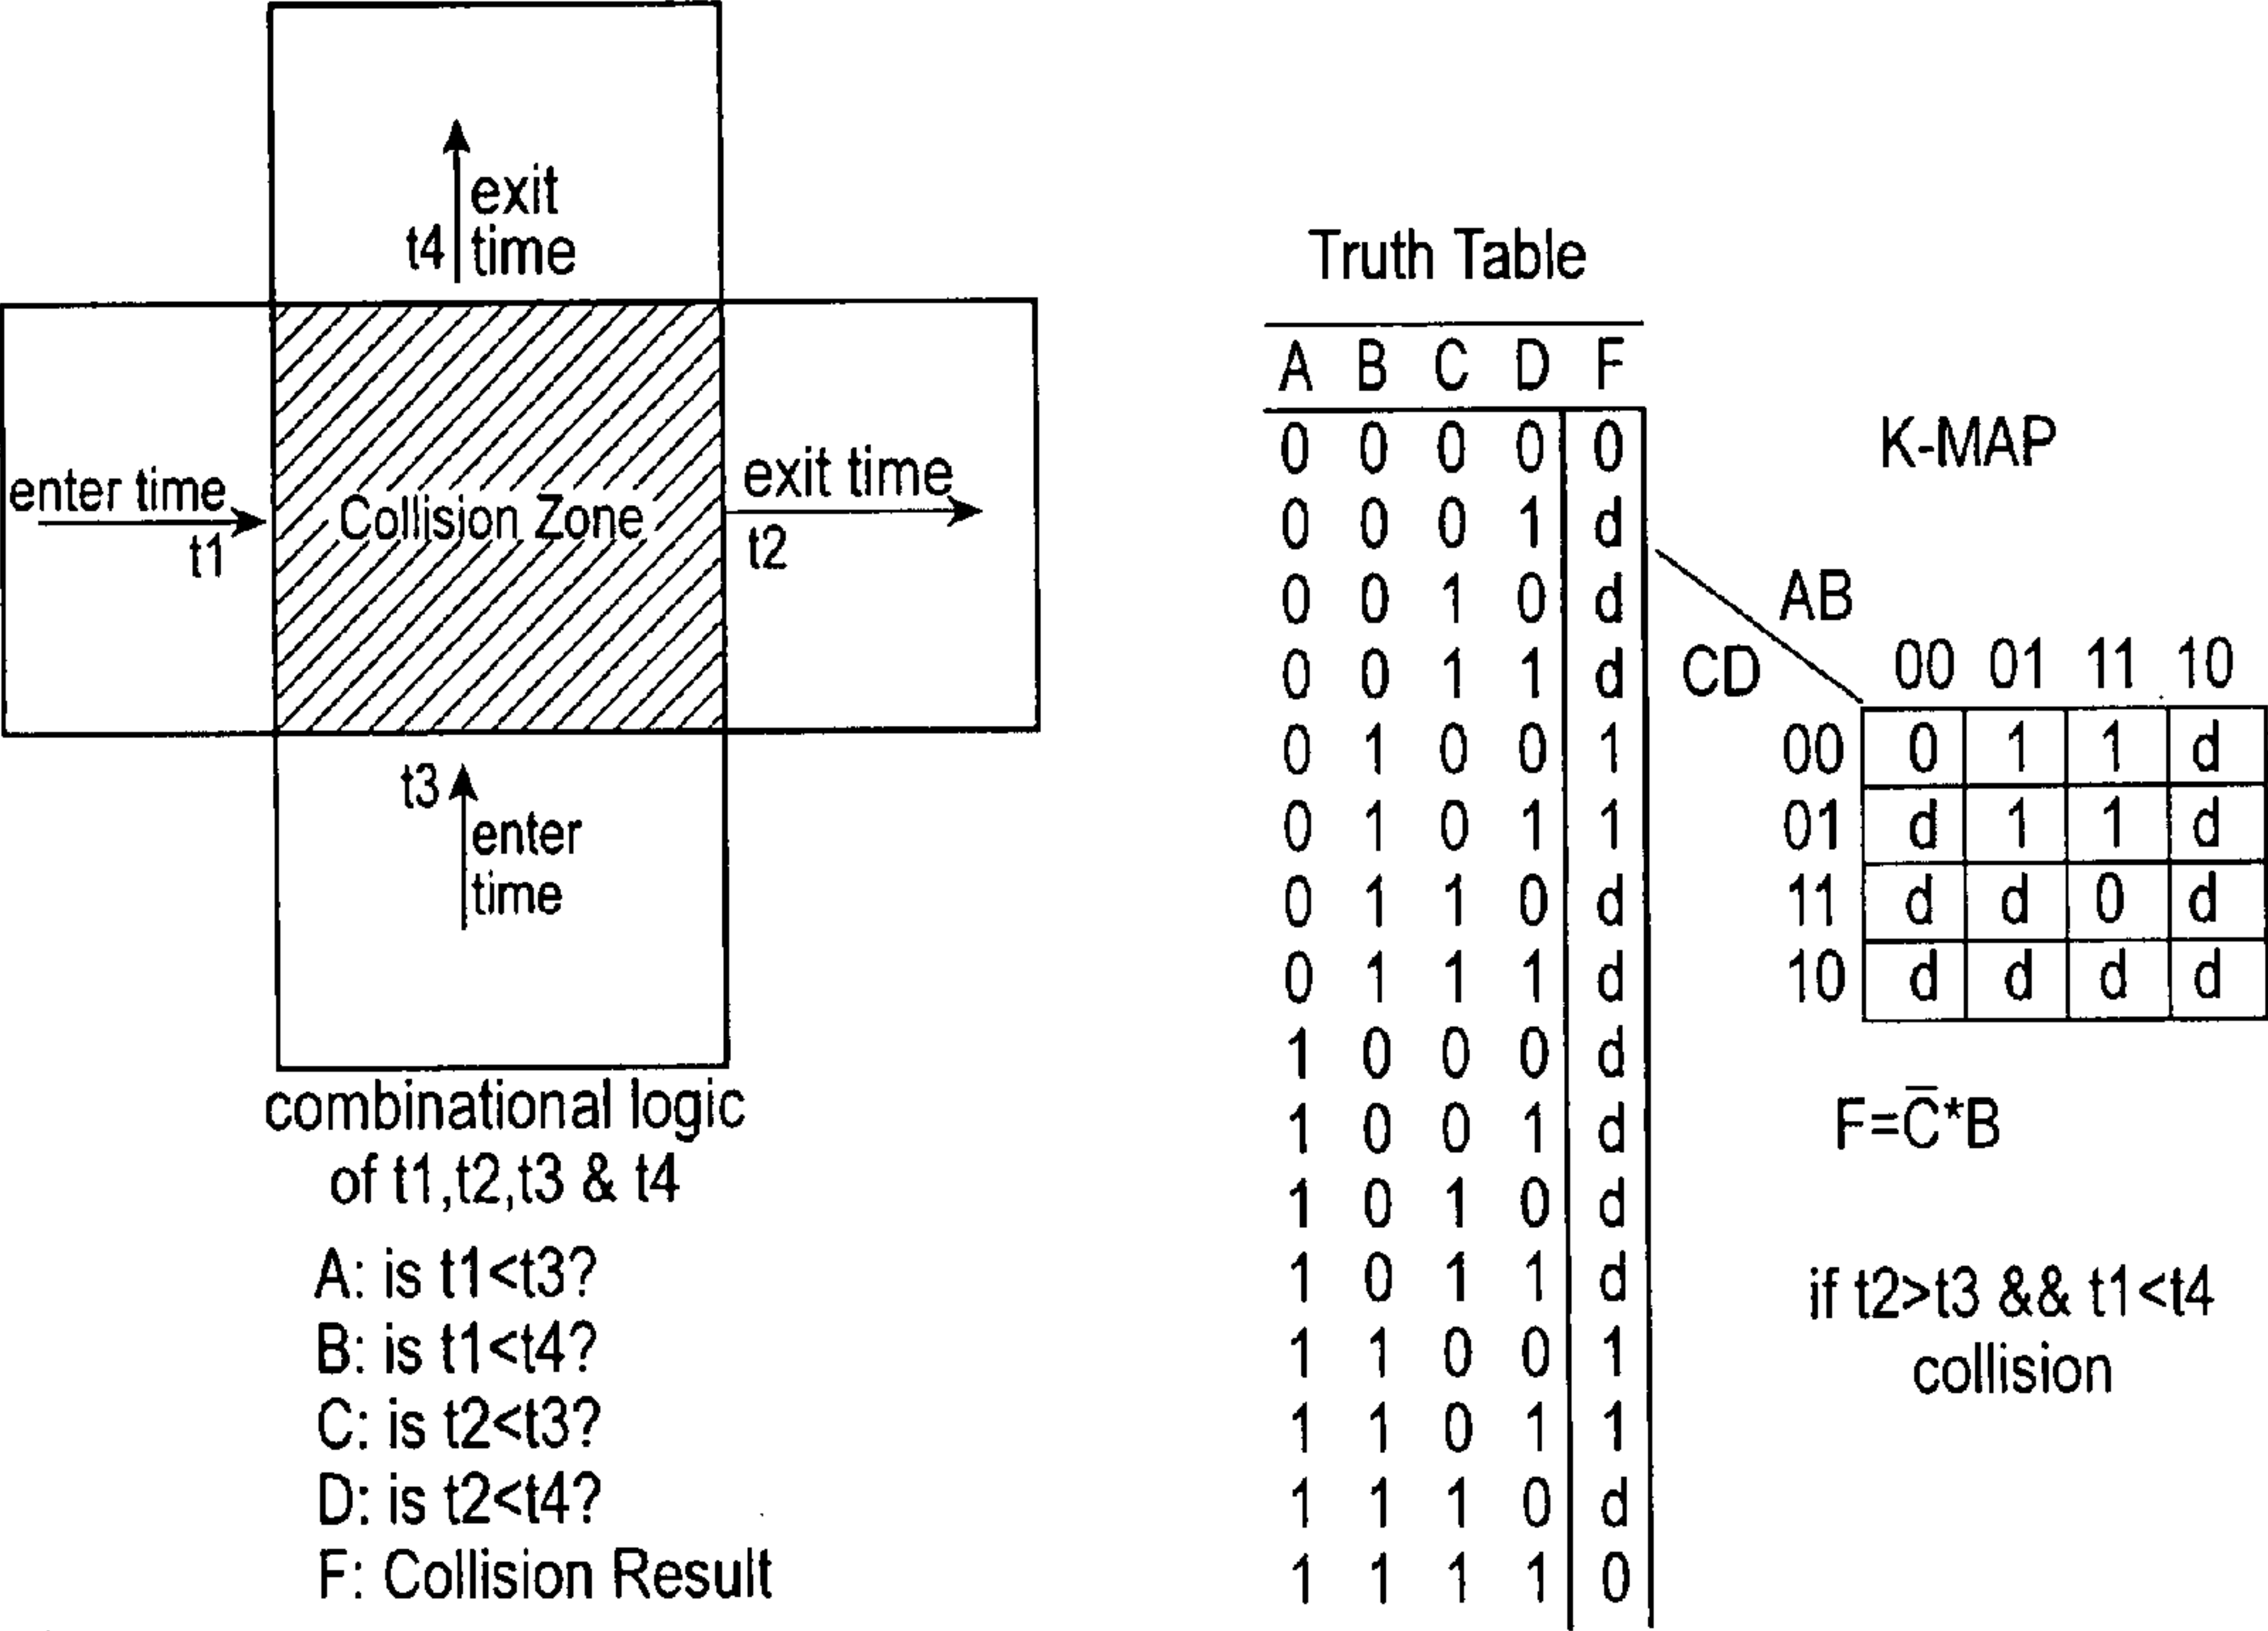 exit
t4 time
enter time
t1
Collision Zone
exit time
t2
t3
enter
time
combinational logic
of t1,t2,t3 & t4
A: is t1<t3?
B: is t1<t4?
C: is t2<t3?
D: is t2<t4?
F: Collision Result
Truth Table
A B C D F
0 0 0 0 0
0 0 0 1 d
0 0 1 0 d
0 0 1 1 d
0 1 0 0 1
0 1 0 1 1
0 1 1 0 d
0 1 1 1 d
1 0 0 0 d
1 0 0 1 d
1 0 1 0 d
1 0 1 1 d
1 1 0 0 1
1 1 0 1 1
1 1 1 0 d
1 1 1 1 0
K-MAP
AB
CD 00 01 11 10
00 0 1 1 d
01 d 1 1 d
11 d d 0 d
10 d d d d
F=C̅*B
if t2>t3 && t1<t4
collision